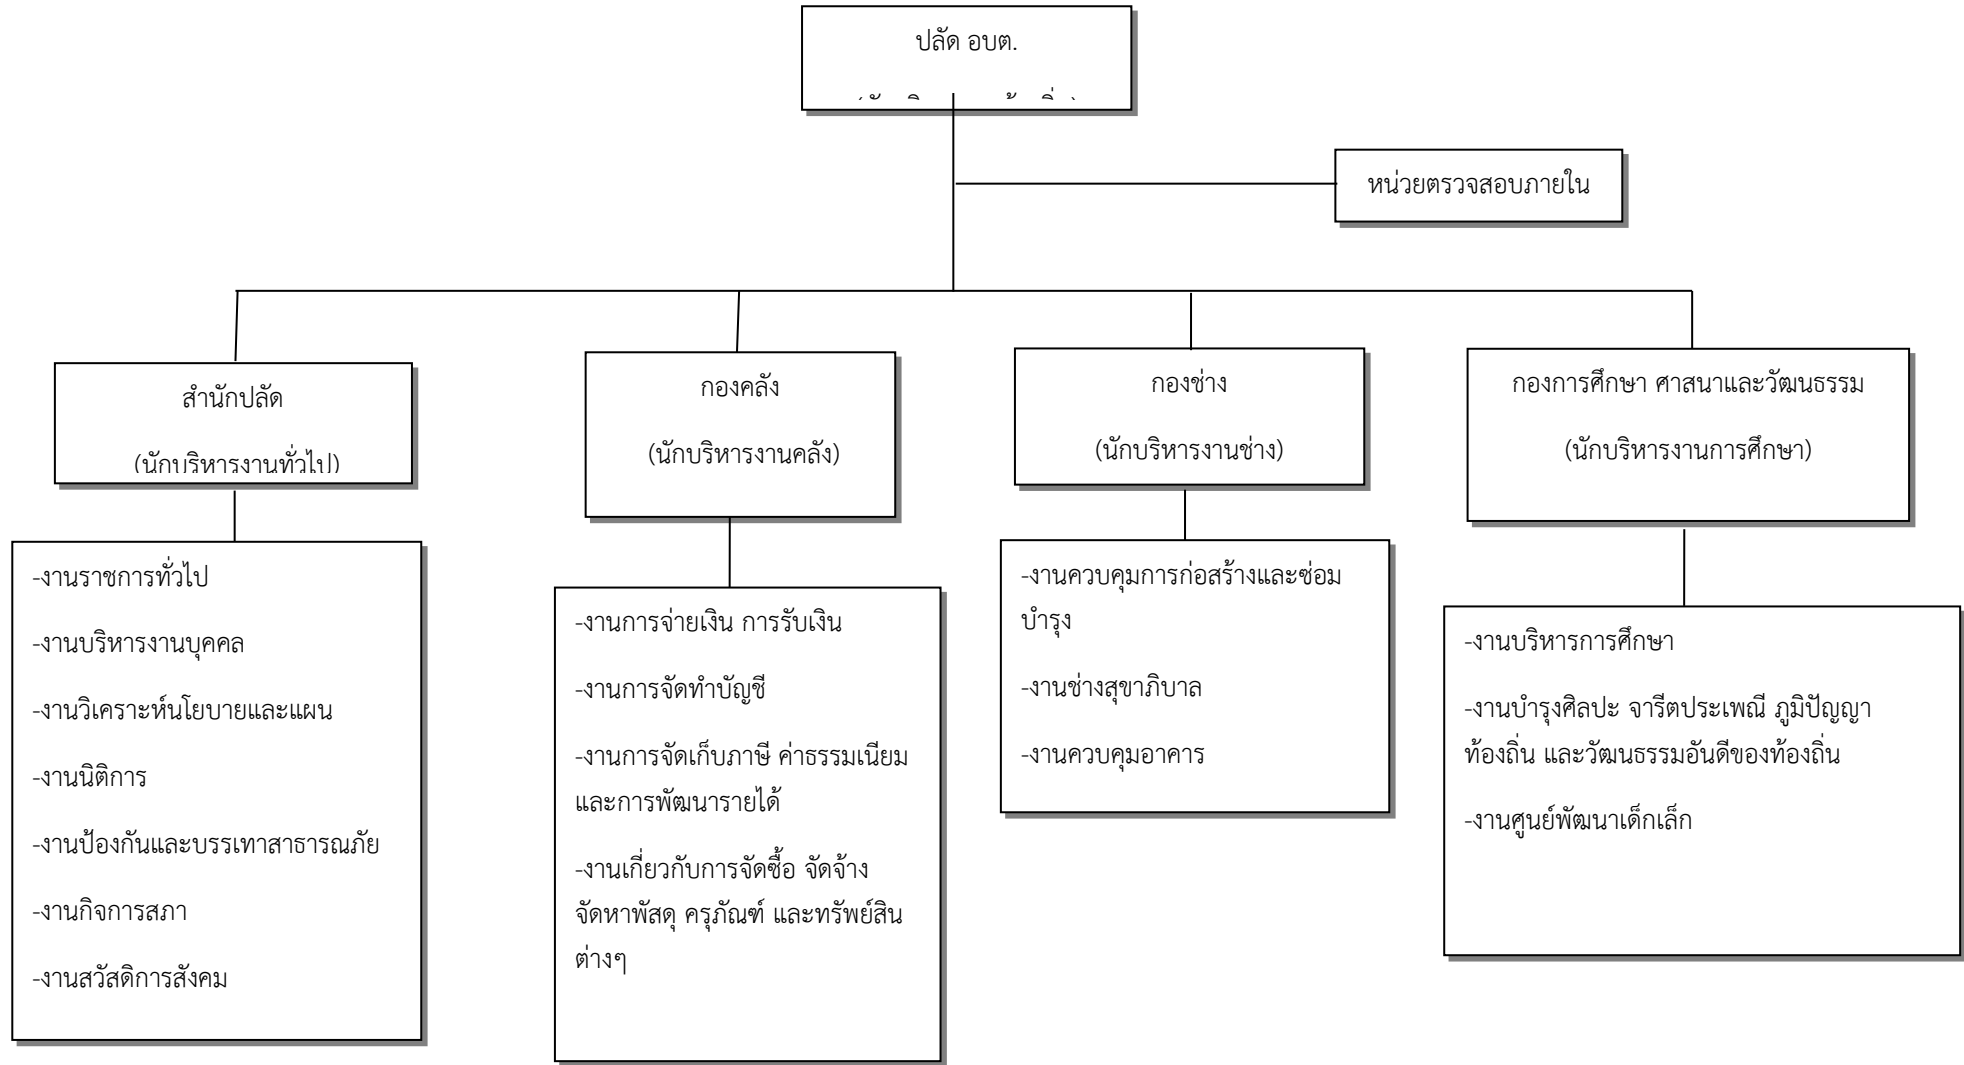 ปลัด อบต.
หน่วยตรวจสอบภายใน
สำนักปลัด
(นักบริหารงานทั่วไป)
-งานราชการทั่วไป
-งานบริหารงานบุคคล
-งานวิเคราะห์นโยบายและแผน
-งานนิติการ
-งานป้องกันและบรรเทาสาธารณภัย
-งานกิจการสภา
-งานสวัสดิการสังคม
กองคลัง
(นักบริหารงานคลัง)
-งานการจ่ายเงิน การรับเงิน
-งานการจัดทำบัญชี
-งานการจัดเก็บภาษี ค่าธรรมเนียม
และการพัฒนารายได้
-งานเกี่ยวกับการจัดซื้อ จัดจ้าง
จัดหาพัสดุ ครุภัณฑ์ และทรัพย์สิน
ต่างๆ
กองช่าง
(นักบริหารงานช่าง)
-งานควบคุมการก่อสร้างและซ่อม
บำรุง
-งานช่างสุขาภิบาล
-งานควบคุมอาคาร
กองการศึกษา ศาสนาและวัฒนธรรม
(นักบริหารงานการศึกษา)
-งานบริหารการศึกษา
-งานบำรุงศิลปะ จารีตประเพณี ภูมิปัญญา
ท้องถิ่น และวัฒนธรรมอันดีของท้องถิ่น
-งานศูนย์พัฒนาเด็กเล็ก